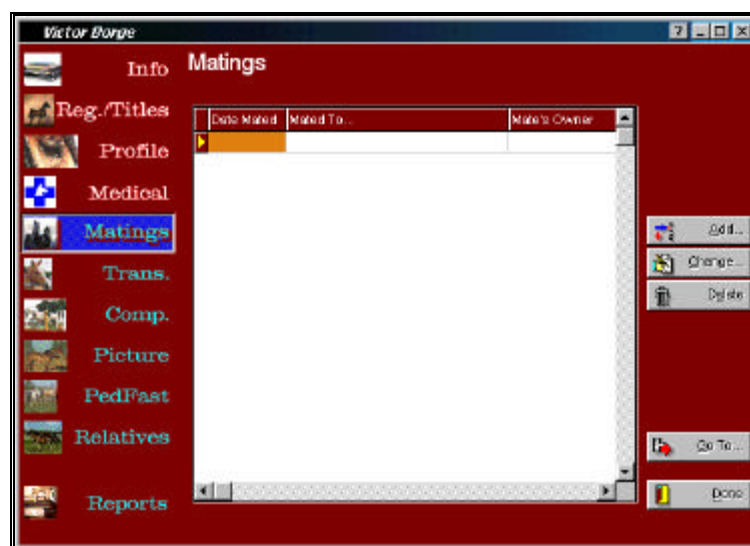 Victor Borge
Info
Matings
Reg./Titles
Date Mated Mated To... Mate's Owner
Profile
Medical
Matings
Add...
Change...
Trans.
Delete
Comp.
Picture
PedFast
Relatives
Go To...
Reports
Done